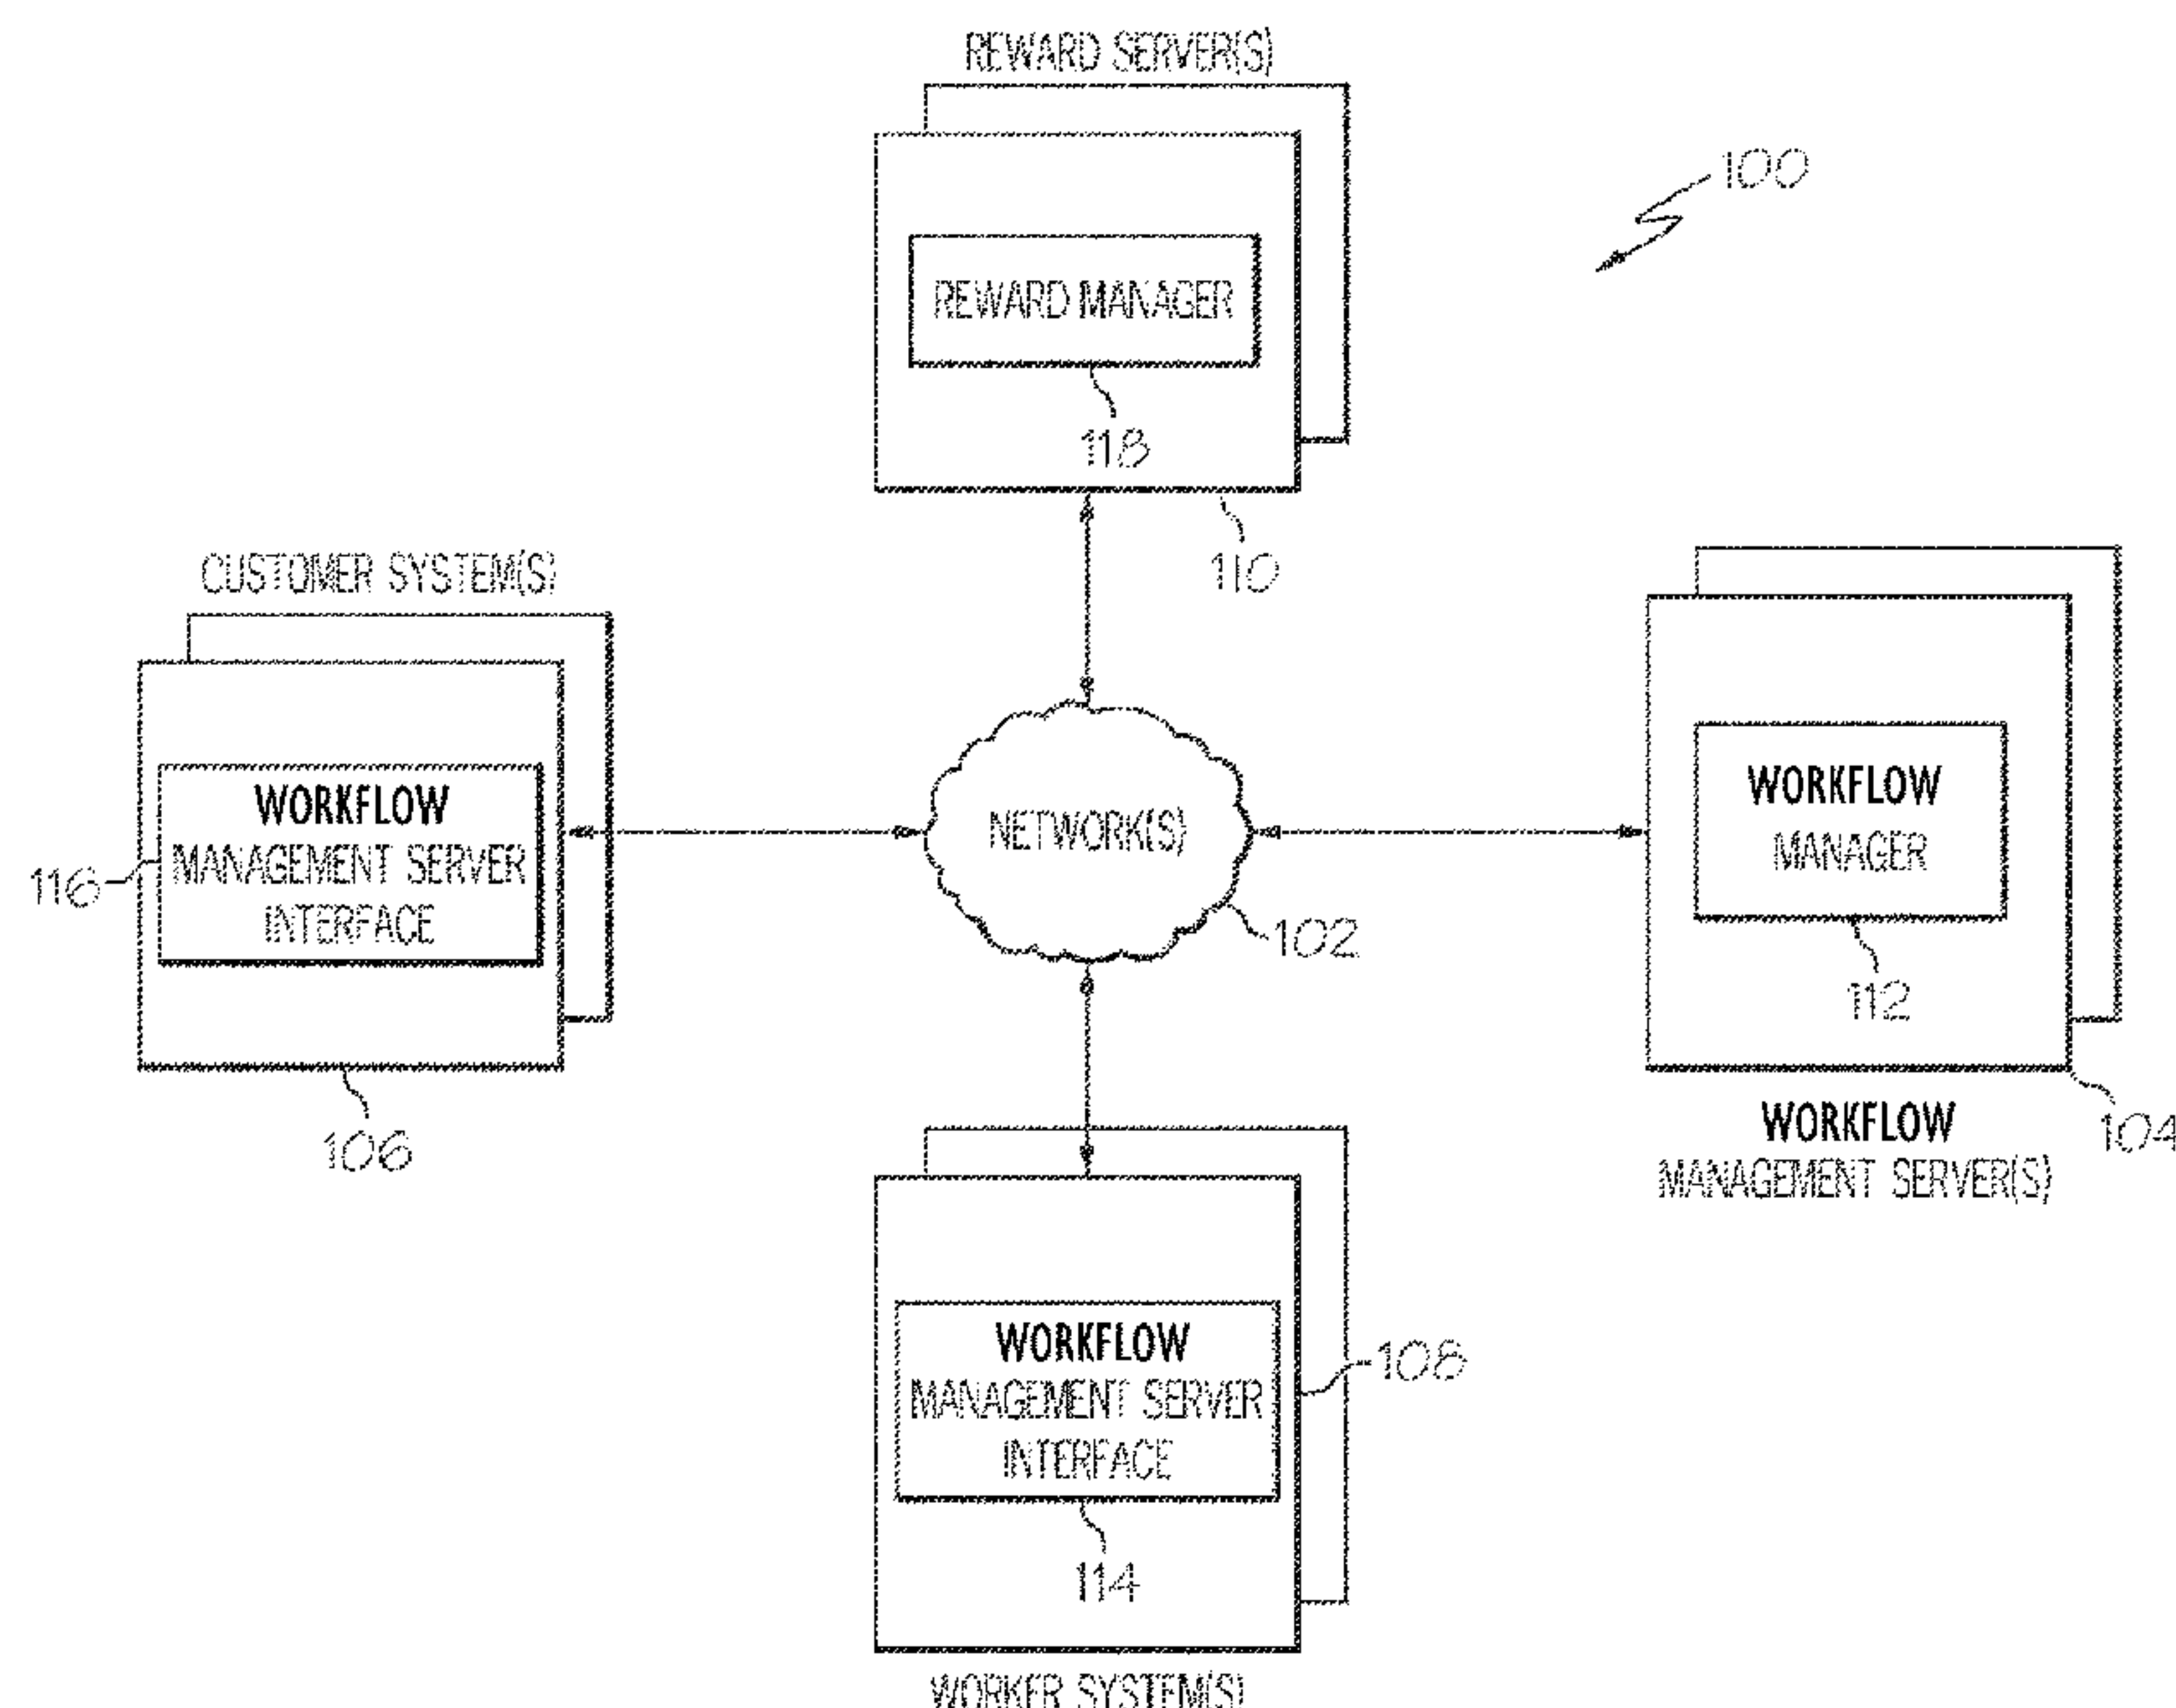 REWARD SERVER(S)
100
REWARD MANAGER
118
110
CUSTOMER SYSTEM(S)
WORKFLOW
MANAGEMENT SERVER
INTERFACE
116
106
NETWORK(S)
102
WORKFLOW
MANAGER
112
104
WORKFLOW
MANAGEMENT SERVER(S)
WORKFLOW
MANAGEMENT SERVER
INTERFACE
108
114
WORKER SYSTEM(S)